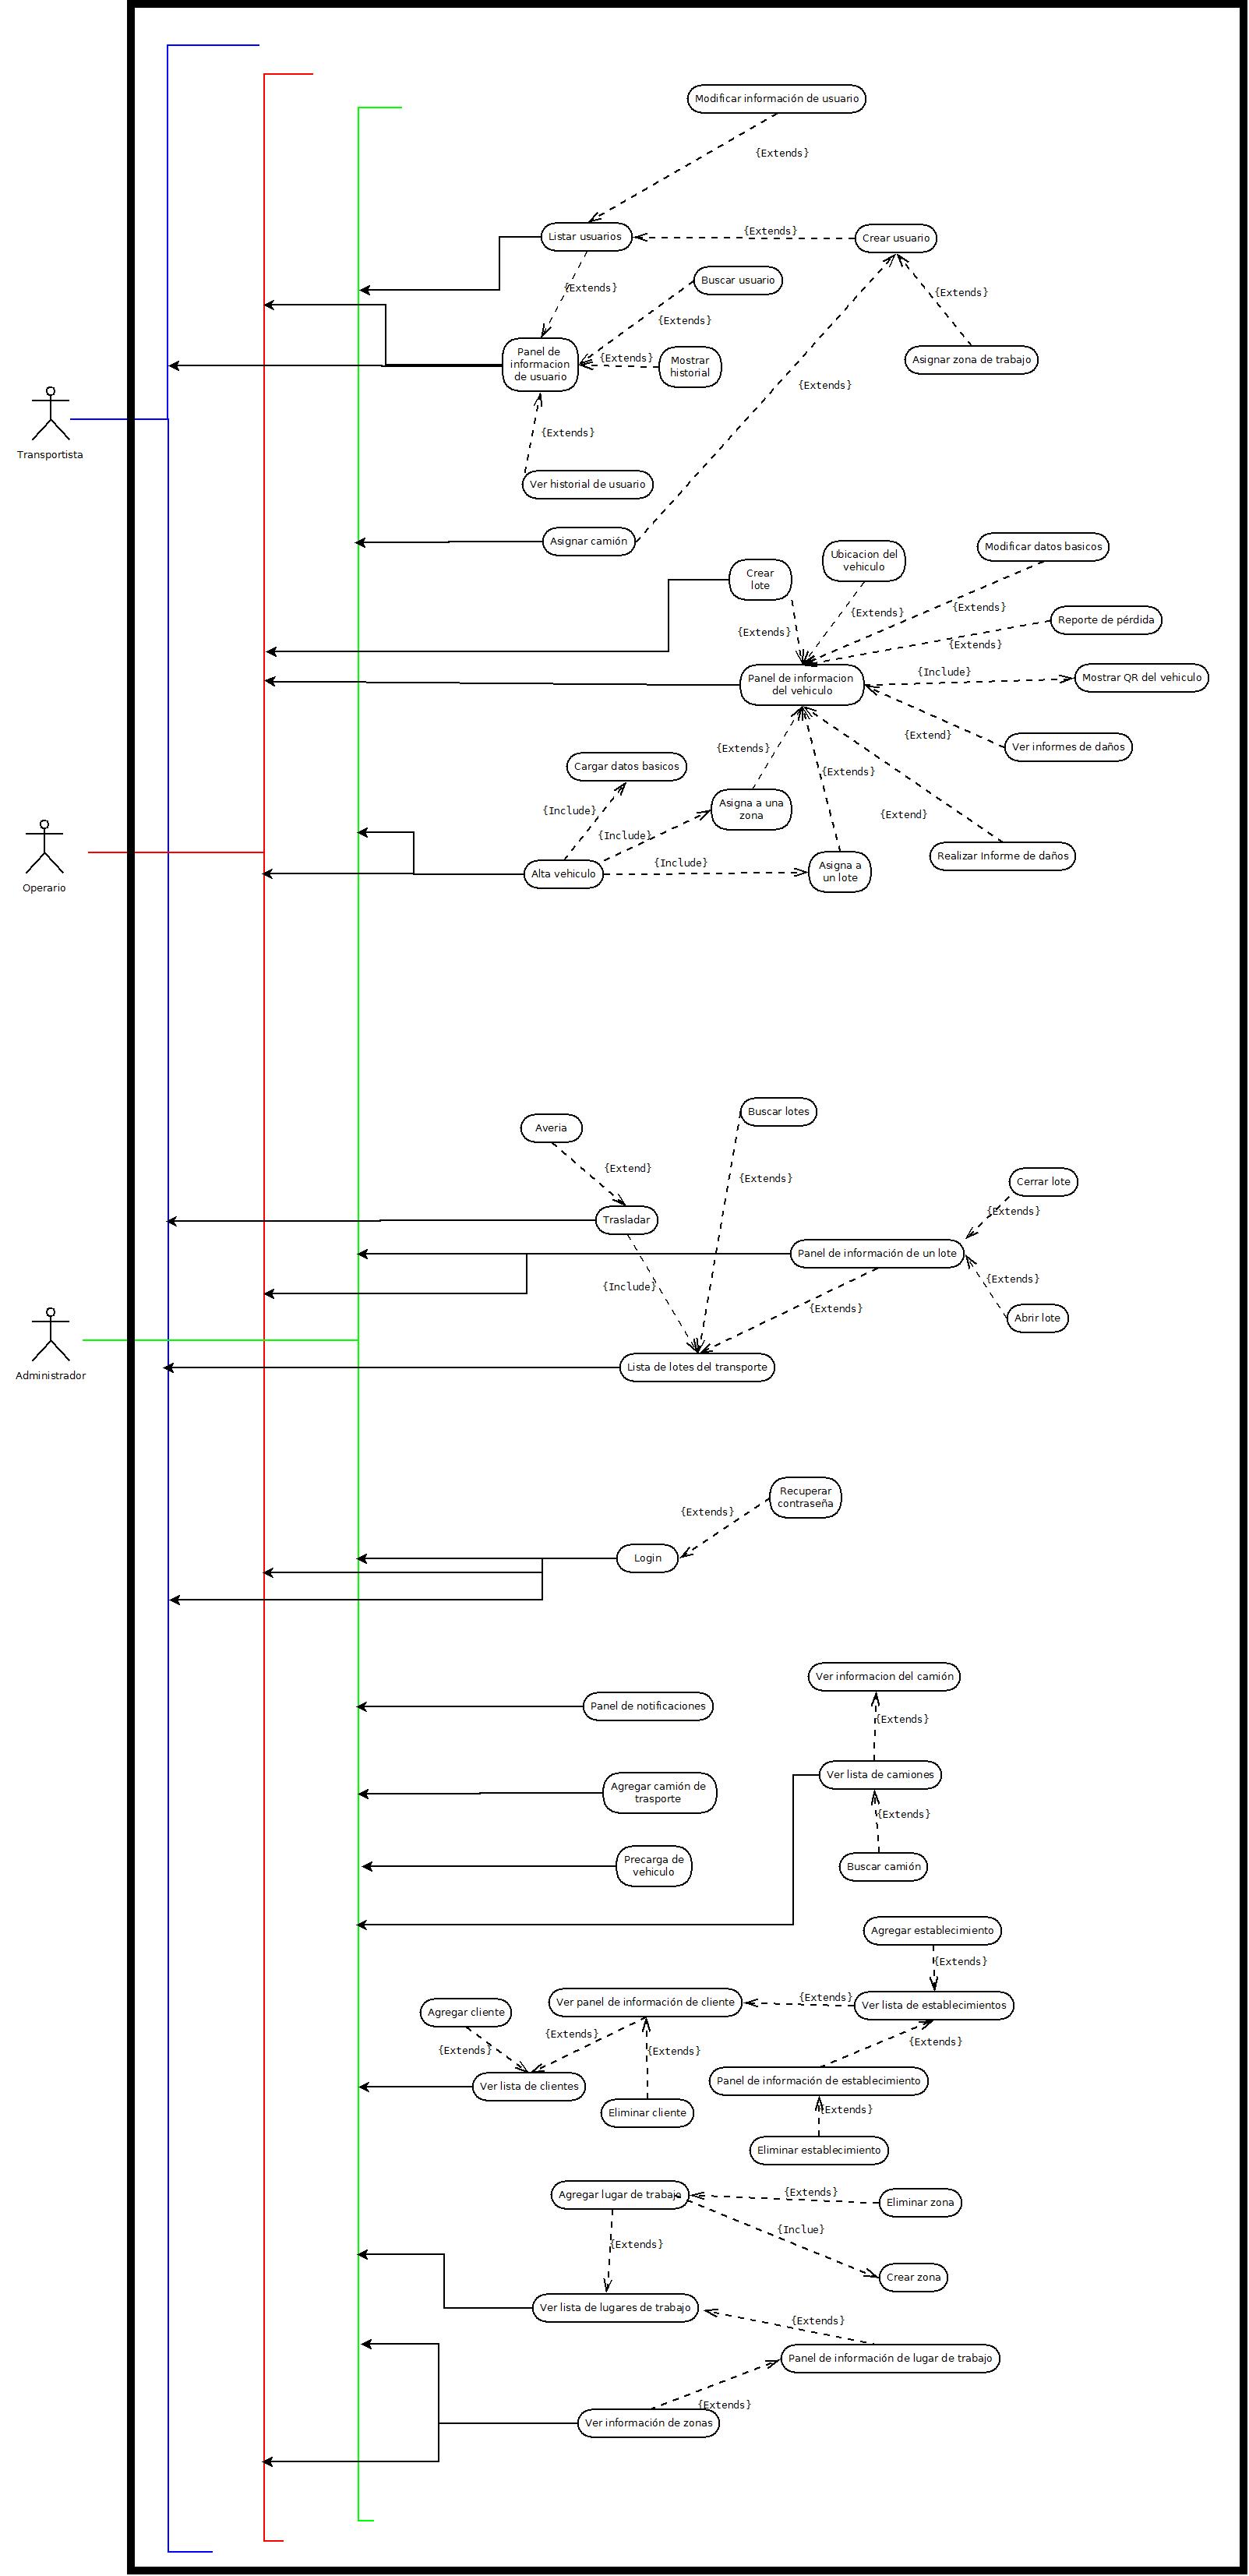 Modificar información de usuario
{Extends}
Listar usuarios
{Extends}
Crear usuario
Buscar usuario
{Extends}
{Extends}
{Extends}
Panel de
informacion
de usuario
{Extends}
Mostrar
historial
Asignar zona de trabajo
{Extends}
Transportista
{Extends}
Ver historial de usuario
Asignar camión
Crear
lote
Ubicacion del
vehiculo
Modificar datos basicos
{Extends}
{Extends}
Reporte de pérdida
{Extends}
{Extends}
Panel de informacion
del vehiculo
{Include}
Mostrar QR del vehiculo
{Extend}
Ver informes de daños
{Extends}
Cargar datos basicos
{Extends}
{Include}
Asigna a una
zona
{Extend}
{Include}
Realizar Informe de daños
{Include}
Alta vehiculo
Asigna a
un lote
Operario
Buscar lotes
Averia
{Extend}
{Extends}
Cerrar lote
{Extends}
Trasladar
Panel de información de un lote
{Include}
{Extends}
{Extends}
Abrir lote
Lista de lotes del transporte
Administrador
Recuperar
contraseña
{Extends}
Login
Ver informacion del camión
Panel de notificaciones
{Extends}
Ver lista de camiones
Agregar camión de
trasporte
{Extends}
Precarga de
vehiculo
Buscar camión
Agregar establecimiento
{Extends}
Ver panel de información de cliente
{Extends}
Ver lista de establecimientos
Agregar cliente
{Extends}
{Extends}
{Extends}
{Extends}
Ver lista de clientes
Panel de información de establecimiento
Eliminar cliente
{Extends}
Eliminar establecimiento
Agregar lugar de trabajo
{Extends}
Eliminar zona
{Inclue}
{Extends}
Crear zona
Ver lista de lugares de trabajo
{Extends}
Panel de información de lugar de trabajo
{Extends}
Ver información de zonas